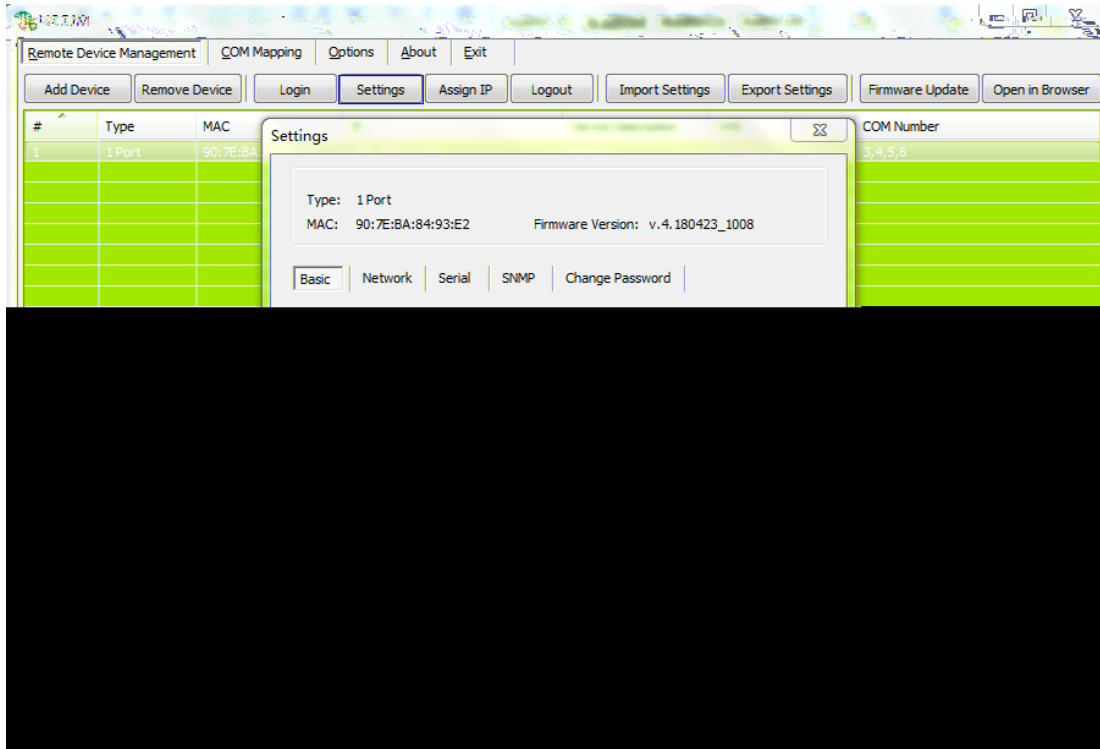 Remote Device Management COM Mapping Options About Exit
Add Device Remove Device Login Settings Assign IP Logout Import Settings Export Settings Firmware Update Open in Browser
# Type MAC COM Number
1 1 Port 90:7E:BA 3,4,5,6
Settings
Type: 1 Port
MAC: 90:7E:BA:84:93:E2 Firmware Version: v.4.180423_1008
Basic Network Serial SNMP Change Password